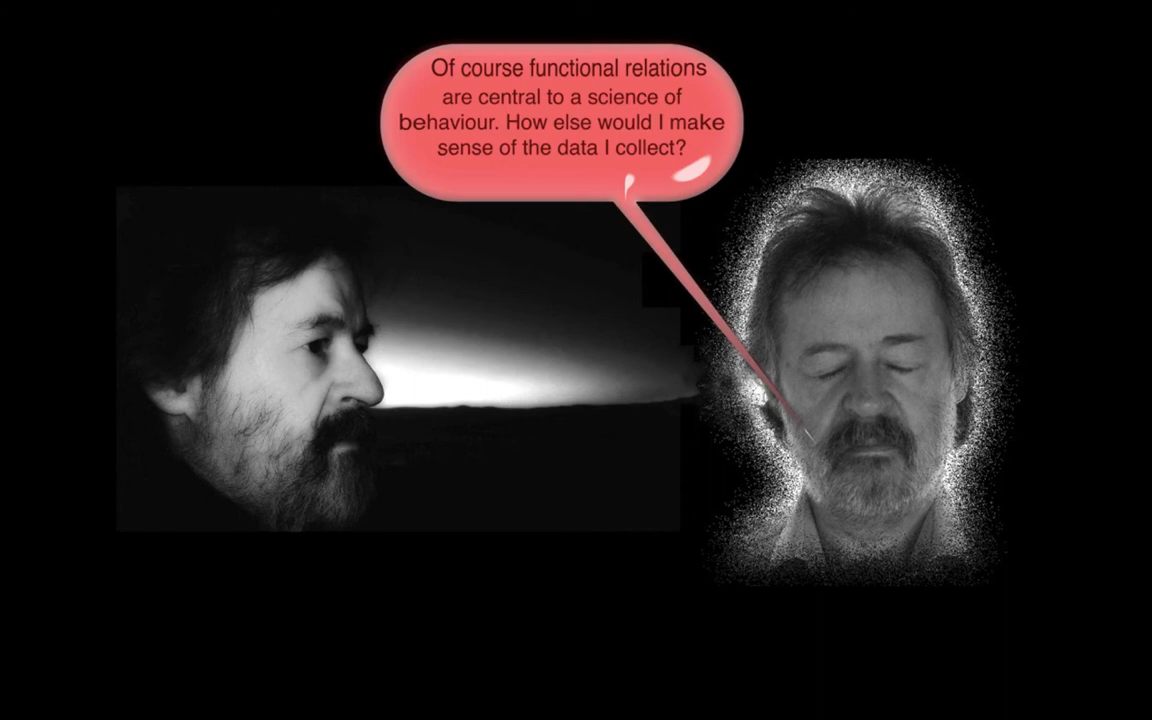 Of course functional relations
are central to a science of
behaviour. How else would I make
sense of the data I collect?